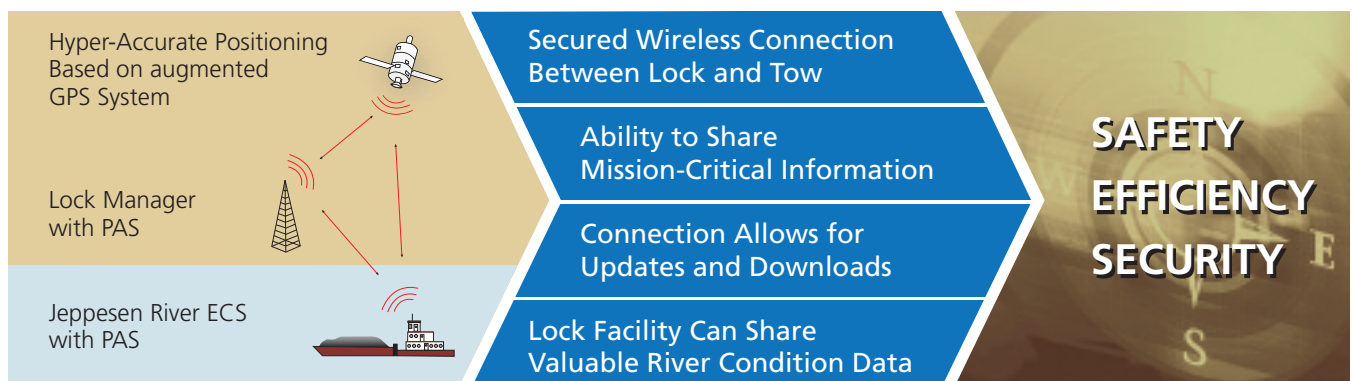 Hyper-Accurate Positioning
Based on augmented
GPS System
Lock Manager
with PAS
Jeppesen River ECS
with PAS
Secured Wireless Connection
Between Lock and Tow
Ability to Share
Mission-Critical Information
Connection Allows for
Updates and Downloads
Lock Facility Can Share
Valuable River Condition Data
SAFETY
EFFICIENCY
SECURITY
N
W
E
S